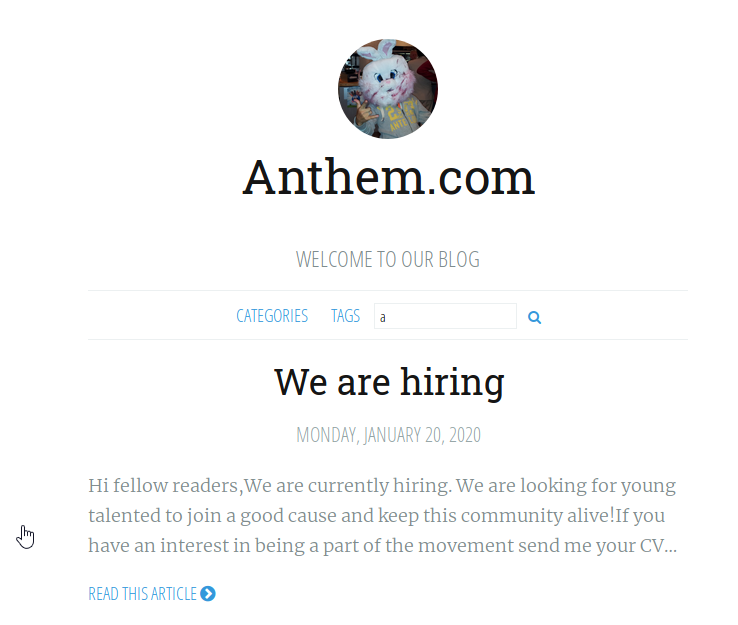 Anthem.com
WELCOME TO OUR BLOG
CATEGORIES TAGS a
We are hiring
MONDAY, JANUARY 20, 2020
Hi fellow readers,We are currently hiring. We are looking for young
talented to join a good cause and keep this community alive!If you
have an interest in being a part of the movement send me your CV...
READ THIS ARTICLE